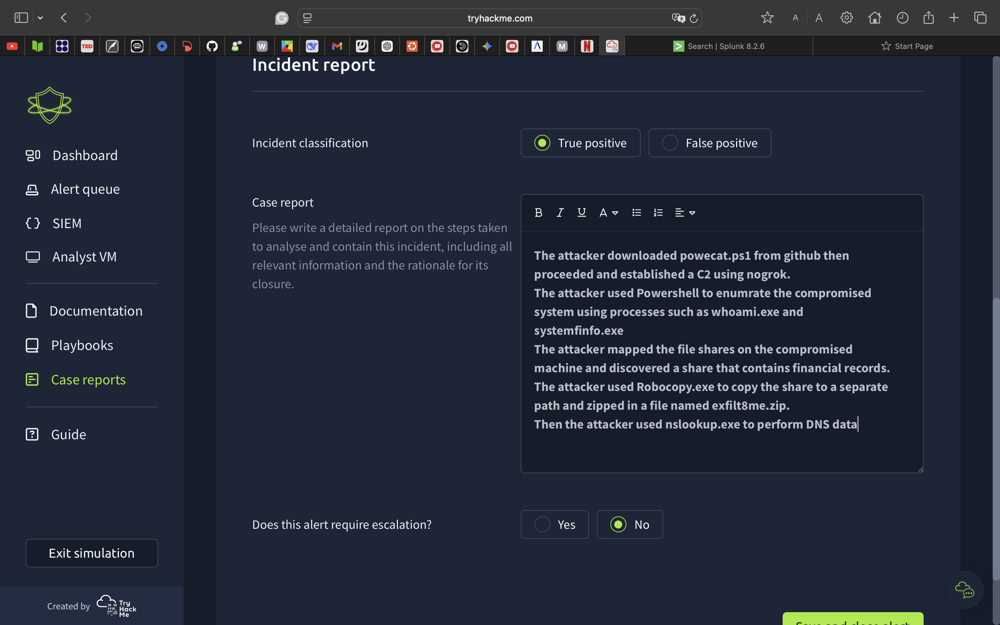 tryhackme.com
A
A
TED
W
M
Search | Splunk 8.2.6
Start Page
Incident report
Dashboard
Alert queue
SIEM
Analyst VM
Documentation
Playbooks
Case reports
Guide
Exit simulation
Created by
Try
Hack
Me
Incident classification
True positive
False positive
Case report
Please write a detailed report on the steps taken
to analyse and contain this incident, including all
relevant information and the rationale for its
closure.
B I U A
The attacker downloaded powecat.ps1 from github then
proceeded and established a C2 using nogrok.
The attacker used Powershell to enumrate the compromised
system using processes such as whoami.exe and
systemfinfo.exe
The attacker mapped the file shares on the compromised
machine and discovered a share that contains financial records.
The attacker used Robocopy.exe to copy the share to a separate
path and zipped in a file named exfilt8me.zip.
Then the attacker used nslookup.exe to perform DNS data
Does this alert require escalation?
Yes
No
Save and close alert